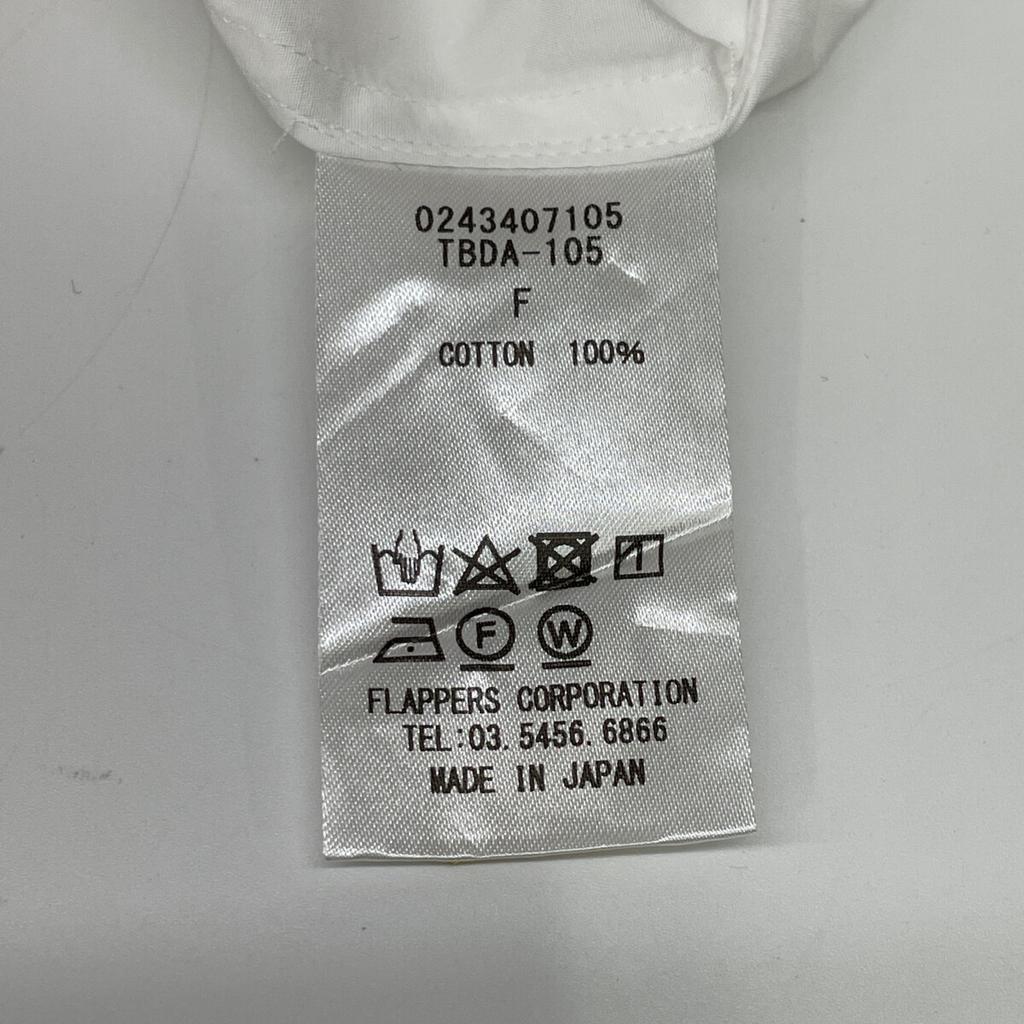 0243407105
TBDA-105
F
COTTON 100%
F W
FLAPPERS CORPORATION
TEL:03.5456.6866
MADE IN JAPAN